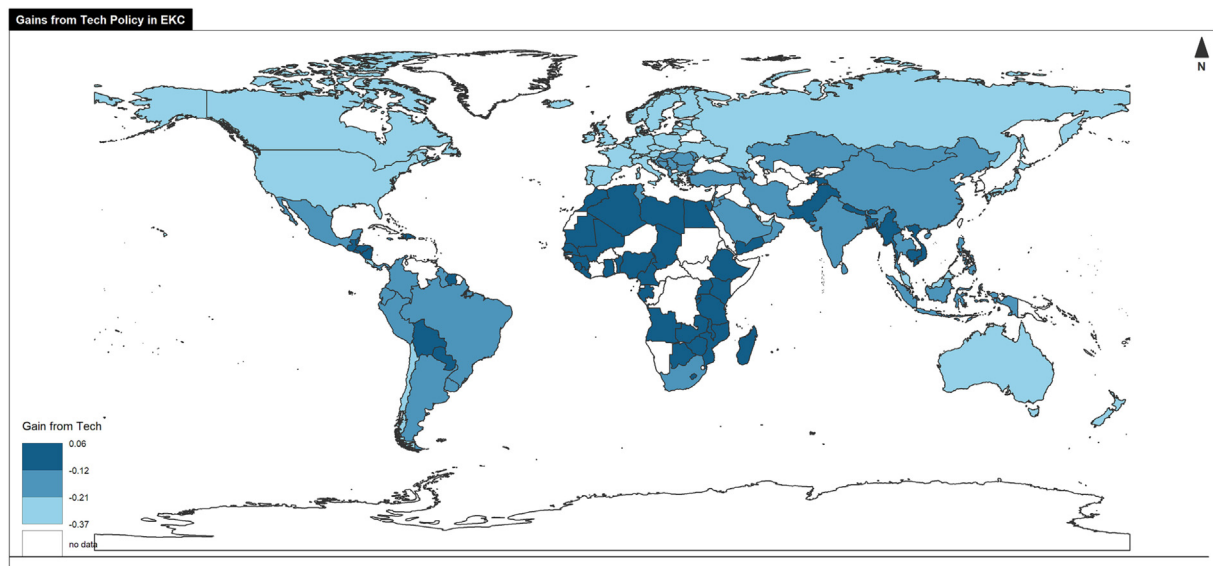 Gains from Tech Policy in EKC
N
Gain from Tech
0.06
-0.12
-0.21
-0.37
no data